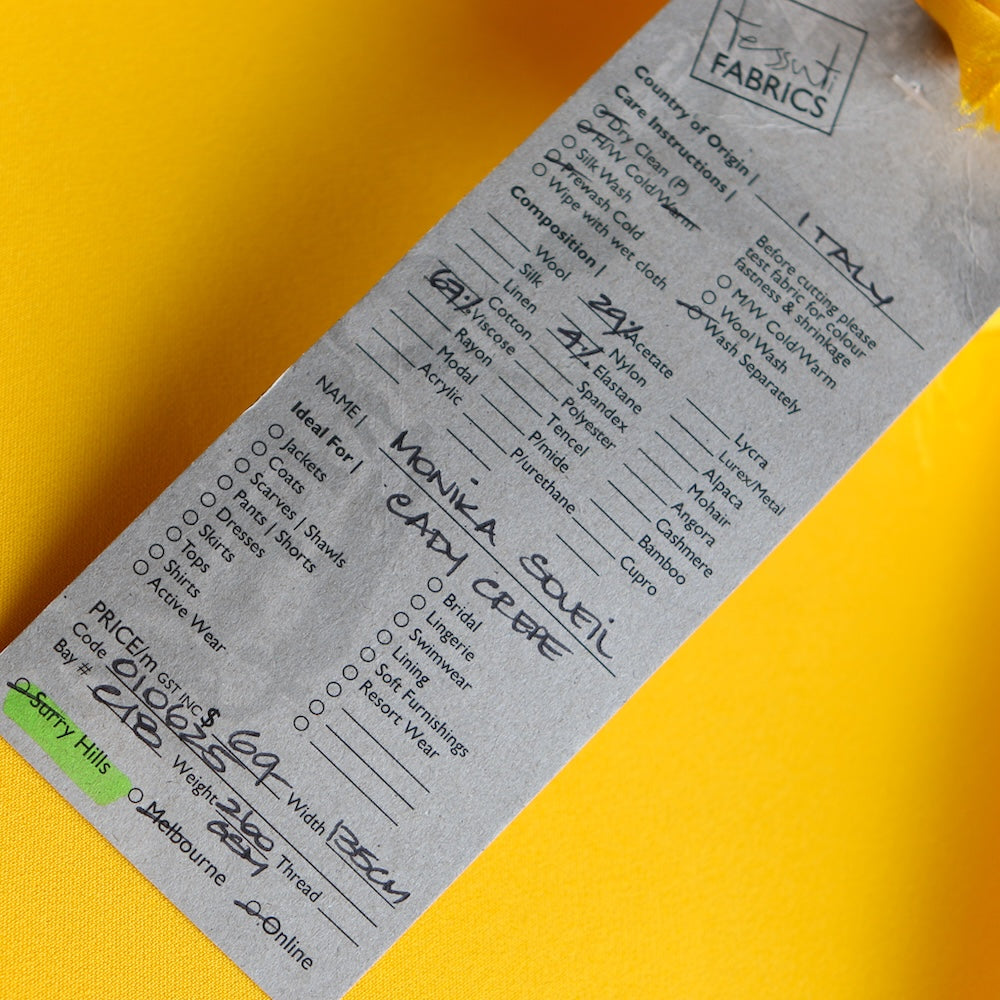 tessuti
FABRICS
Country of Origin | ITALY
Care Instructions |
Dry Clean (P)
H/W Cold/Warm
Silk Wash
Prewash Cold
Wipe with wet cloth
Before cutting please
test fabric for colour
fastness & shrinkage
M/W Cold/Warm
Wool Wash
Wash Separately
Composition |
Wool
Silk
Linen
Cotton
67% Viscose
Rayon
Modal
Acrylic
29% Acetate
Nylon
4% Elastane
Spandex
Polyester
Tencel
P/mide
P/urethane
Lycra
Lurex/Metal
Alpaca
Mohair
Angora
Cashmere
Bamboo
Cupro
NAME | MONIKA SOLEIL
CADY CREPE
Ideal For |
Jackets
Coats
Scarves | Shawls
Pants | Shorts
Dresses
Skirts
Tops
Shirts
Active Wear
Bridal
Lingerie
Swimwear
Lining
Soft Furnishings
Resort Wear
PRICE/m GST INC $ 69 Width 135CM
Code 010625 Weight 260 Thread
Bay #
Surry Hills
Melbourne
Online